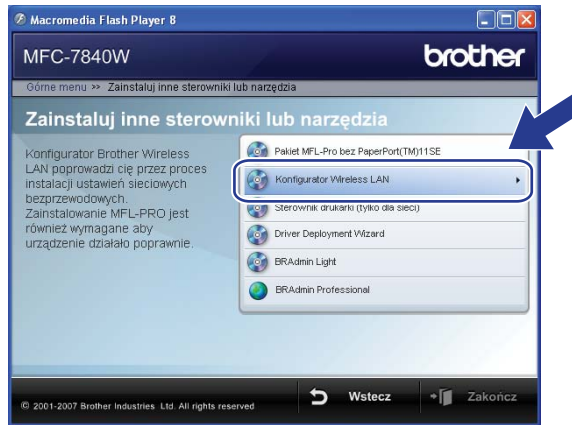 Macromedia Flash Player 8
MFC-7840W
brother
Górne menu >> Zainstaluj inne sterowniki lub narzędzia
Zainstaluj inne sterowniki lub narzędzia
Konfigurator Brother Wireless
LAN poprowadzi cię przez proces
instalacji ustawień sieciowych
bezprzewodowych.
Zainstalowanie MFL-PRO jest
również wymagane aby
urządzenie działało poprawnie.
Pakiet MFL-Pro bez PaperPort(TM)11SE
Konfigurator Wireless LAN
Sterownik drukarki (tylko dla sieci)
Driver Deployment Wizard
BRAdmin Light
BRAdmin Professional
© 2001-2007 Brother Industries Ltd. All rights reserved
Wstecz
Zakończ